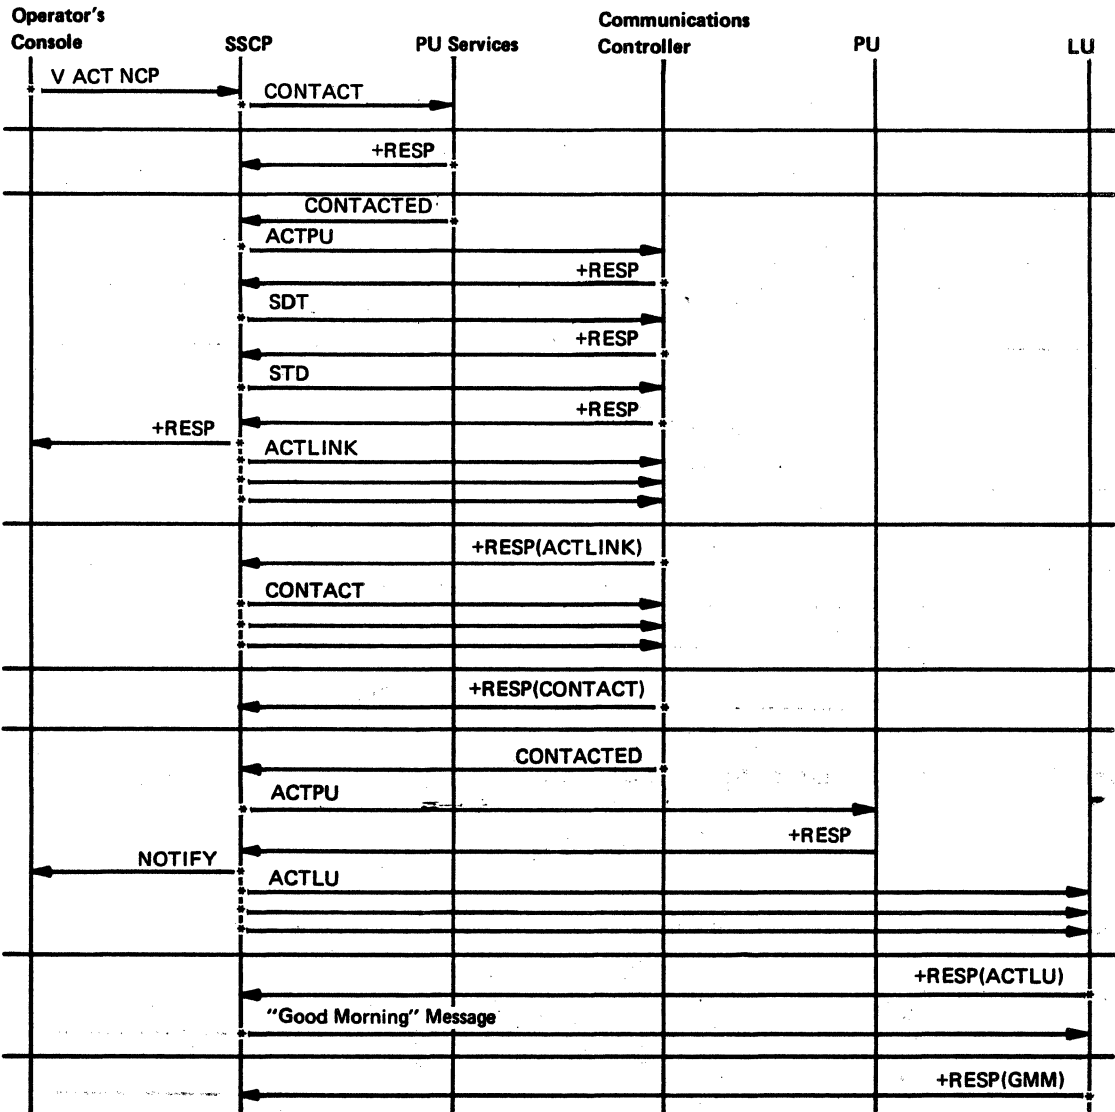 Operator's
Console
SSCP
PU Services
Communications
Controller
PU
LU
V ACT NCP
CONTACT
+RESP
CONTACTED
ACTPU
+RESP
SDT
+RESP
STD
+RESP
+RESP
ACTLINK
+RESP(ACTLINK)
CONTACT
+RESP(CONTACT)
CONTACTED
ACTPU
+RESP
NOTIFY
ACTLU
+RESP(ACTLU)
"Good Morning" Message
+RESP(GMM)